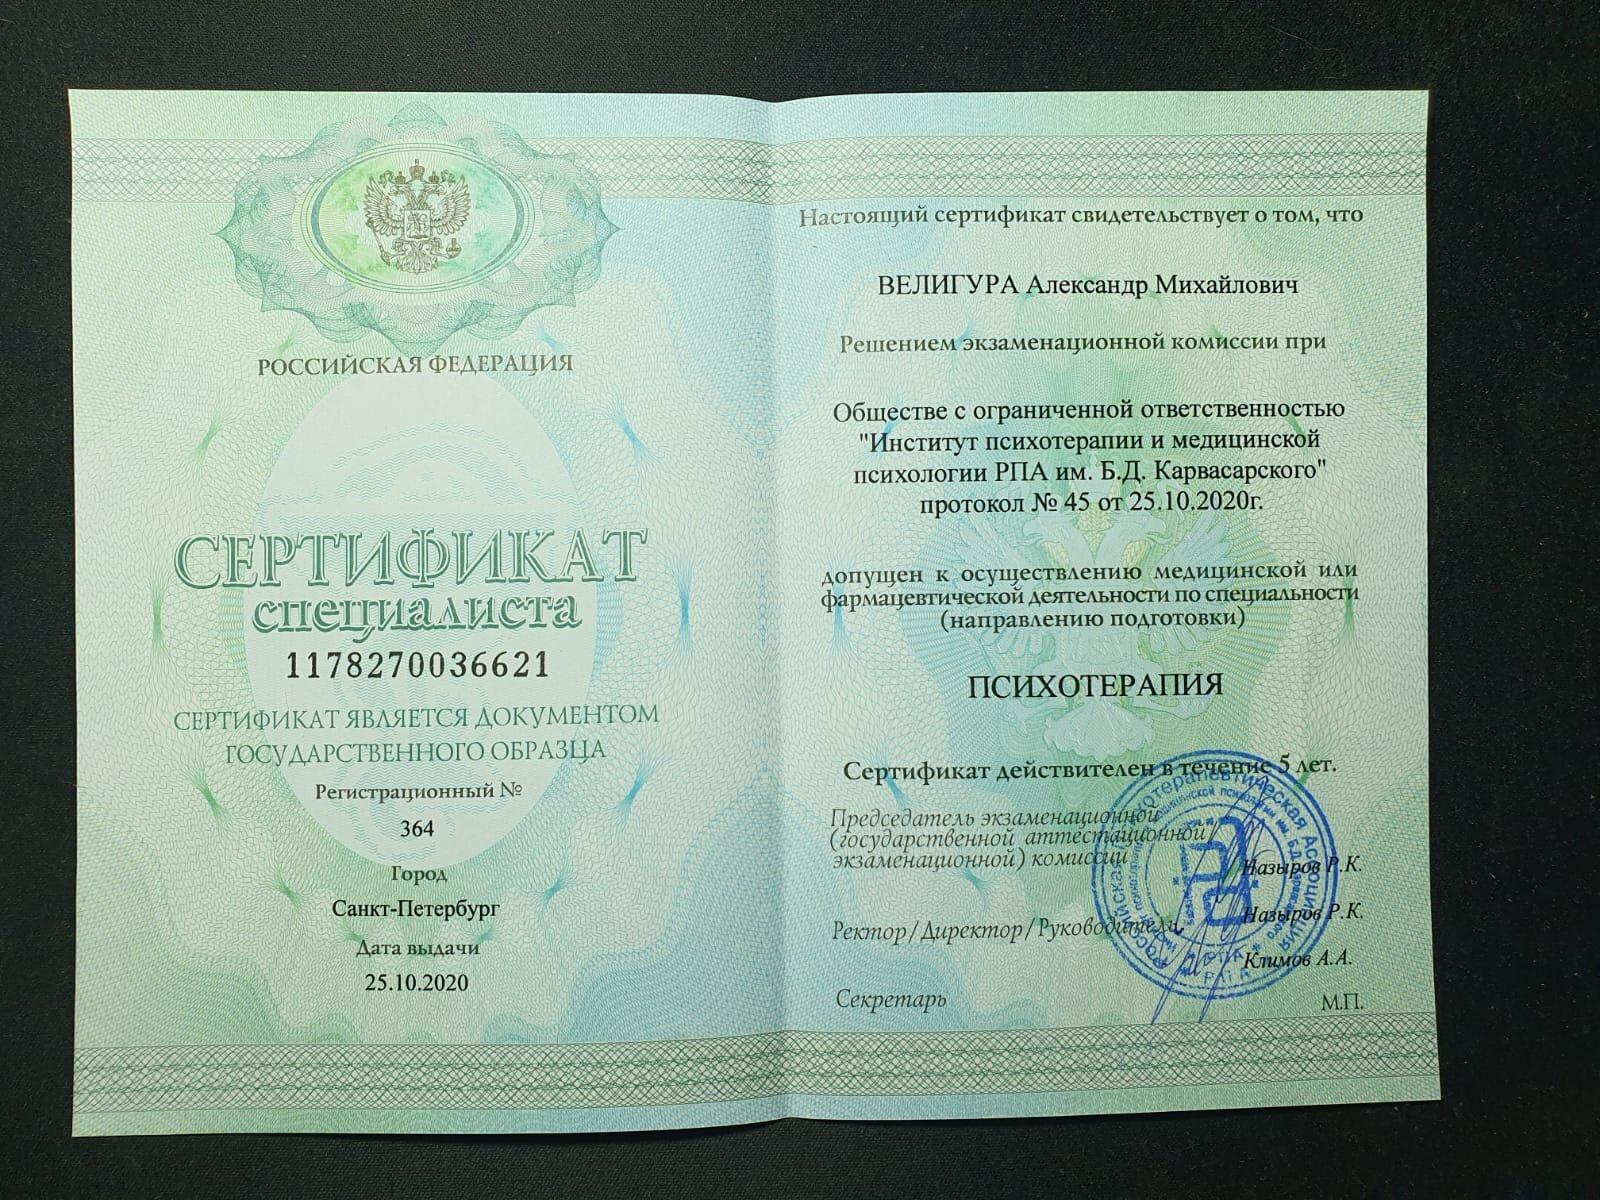 РОССИЙСКАЯ ФЕДЕРАЦИЯ
СЕРТИФИКАТ
специалиста
1178270036621
СЕРТИФИКАТ ЯВЛЯЕТСЯ ДОКУМЕНТОМ
ГОСУДАРСТВЕННОГО ОБРАЗЦА
Регистрационный №
364
Город
Санкт-Петербург
Дата выдачи
25.10.2020
Настоящий сертификат свидетельствует о том, что
ВЕЛИГУРА Александр Михайлович
Решением экзаменационной комиссии при
Обществе с ограниченной ответственностью
"Институт психотерапии и медицинской
психологии РПА им. Б.Д. Карвасарского"
протокол № 45 от 25.10.2020г.
допущен к осуществлению медицинской или
фармацевтической деятельности по специальности
(направлению подготовки)
ПСИХОТЕРАПИЯ
Сертификат действителен в течение 5 лет.
Председатель экзаменационной
(государственной аттестационной
экзаменационной) комиссии
Назыров Р.К.
Ректор/Директор/Руководитель
Назыров Р.К.
Климов А.А.
Секретарь
М.П.
Российская Психотерапевтическая Ассоциация
* РПА *